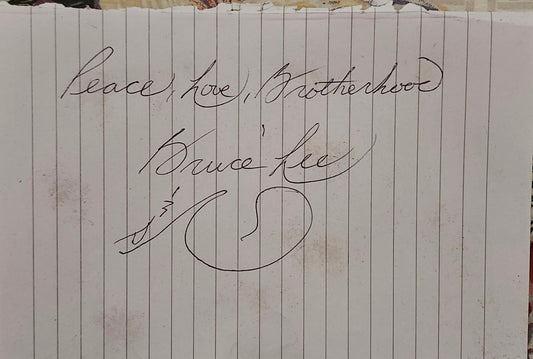 Peace, Love, Brotherhood
Bruce Lee